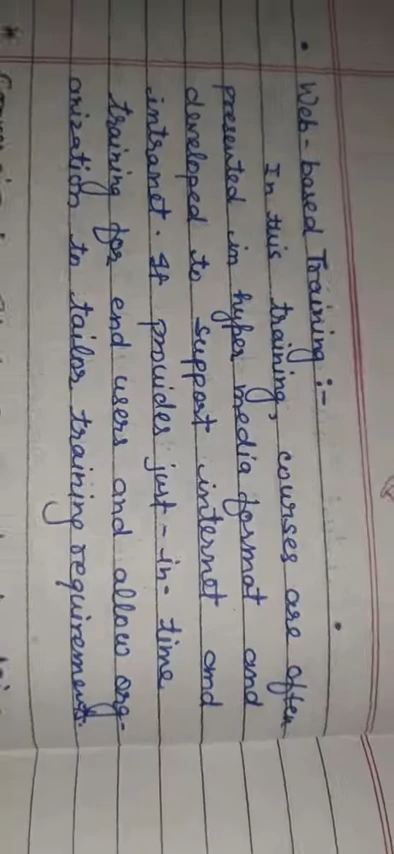 • Web-based Training :-
In this training, courses are often
presented in hyper media format and
developed to support internet and
intranet. It provides just-in-time
training for end users and allow org-
anization to tailor training requirements.